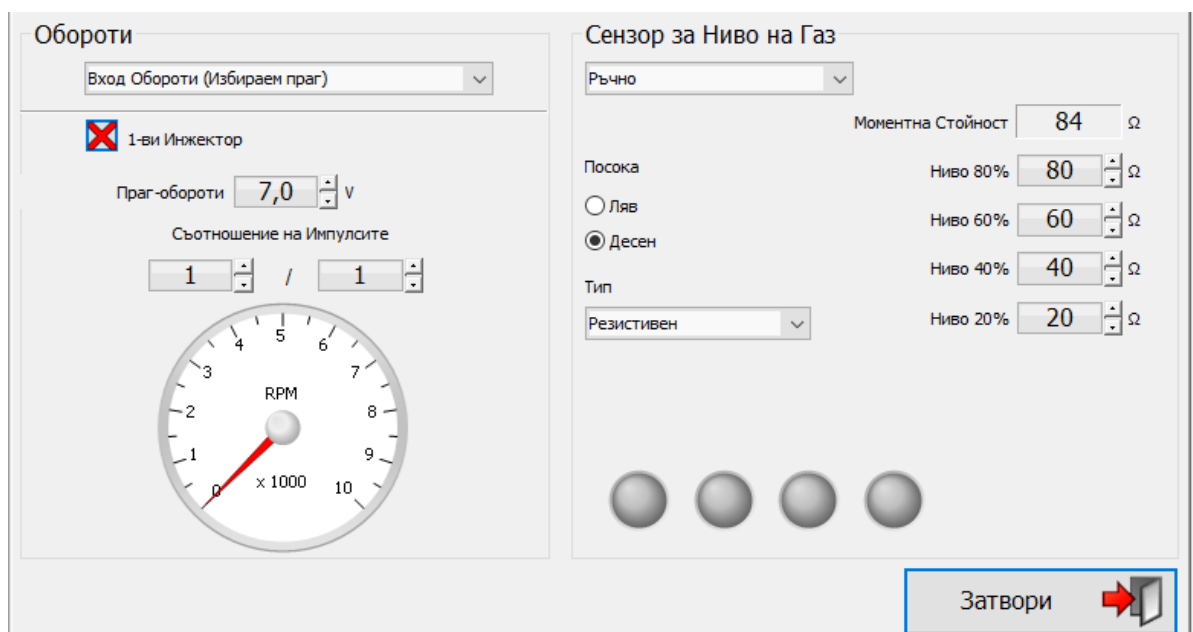 Обороти
Вход Обороти (Избираем праг)
1-ви Инжектор
Праг-обороти 7,0 V
Съотношение на Импулсите
1 / 1
0 1 2 3 4 5 6 7 8 9 10
RPM
x 1000
Сензор за Ниво на Газ
Ръчно
Моментна Стойност 84 Ω
Посока
Ляв
Десен
Тип
Резистивен
Ниво 80% 80 Ω
Ниво 60% 60 Ω
Ниво 40% 40 Ω
Ниво 20% 20 Ω
Затвори